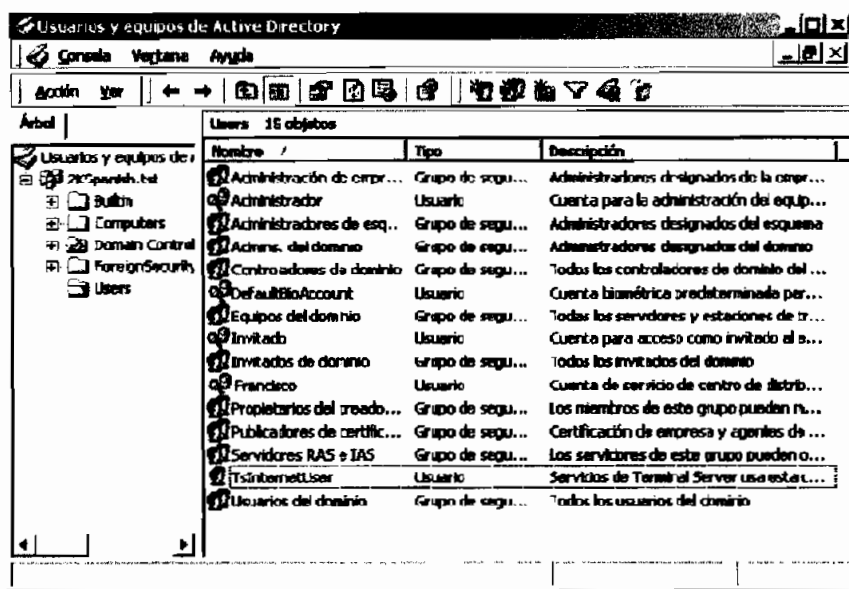 Usuarios y equipos de Active Directory
Consola Ventana Ayuda
Acción Ver
Árbol
Users 16 objetos
Usuarios y equipos de
2KSpanish.tst
Builtin
Computers
Domain Control
ForeignSecurity
Users
Nombre Tipo Descripción
Administración de empr... Grupo de segu... Administradores designados de la empr...
Administrador Usuario Cuenta para la administración del equip...
Administradores de esq... Grupo de segu... Administradores designados del esquema
Admins. del dominio Grupo de segu... Administradores designados del dominio
Controladores de dominio Grupo de segu... Todos los controladores de dominio del ...
DefaultBioAccount Usuario Cuenta biométrica predeterminada par...
Equipos del dominio Grupo de segu... Todas los servidores y estaciones de tr...
Invitado Usuario Cuenta para acceso como invitado al s...
Invitados de dominio Grupo de segu... Todos los invitados del dominio
Francisco Usuario Cuenta de servicio de centro de distrib...
Propietarios del creado... Grupo de segu... Los miembros de este grupo pueden m...
Publicadores de certific... Grupo de segu... Certificación de empresa y agentes de ...
Servidores RAS e IAS Grupo de segu... Los servidores de este grupo pueden o...
TsInternetUser Usuario Servicios de Terminal Server usa esta c...
Usuarios del dominio Grupo de segu... Todos los usuarios del dominio